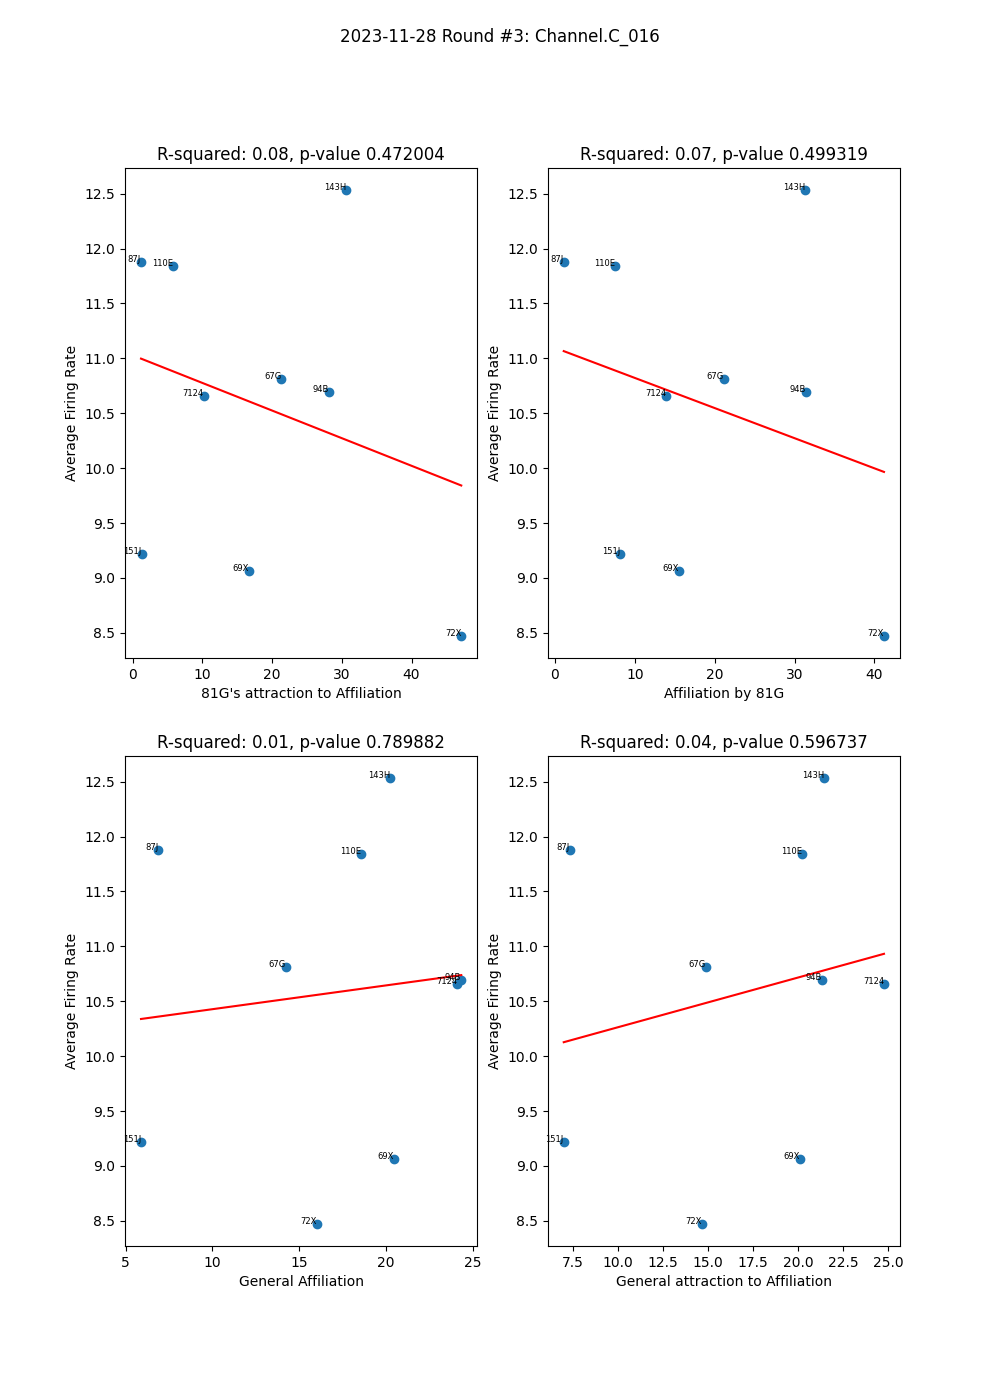 2023-11-28 Round #3: Channel.C_016
R-squared: 0.08, p-value 0.472004
Average Firing Rate
12.5
12.0
11.5
11.0
10.5
10.0
9.5
9.0
8.5
143H
87J
110E
67G
94B
7124
151J
69X
72X
0 10 20 30 40
81G's attraction to Affiliation
R-squared: 0.07, p-value 0.499319
Average Firing Rate
12.5
12.0
11.5
11.0
10.5
10.0
9.5
9.0
8.5
143H
87J
110E
67G
94B
7124
151J
69X
72X
0 10 20 30 40
Affiliation by 81G
R-squared: 0.01, p-value 0.789882
Average Firing Rate
12.5
12.0
11.5
11.0
10.5
10.0
9.5
9.0
8.5
143H
87J
110E
67G
94B
7124
151J
69X
72X
5 10 15 20 25
General Affiliation
R-squared: 0.04, p-value 0.596737
Average Firing Rate
12.5
12.0
11.5
11.0
10.5
10.0
9.5
9.0
8.5
143H
87J
110E
67G
94B
7124
151J
69X
72X
7.5 10.0 12.5 15.0 17.5 20.0 22.5 25.0
General attraction to Affiliation